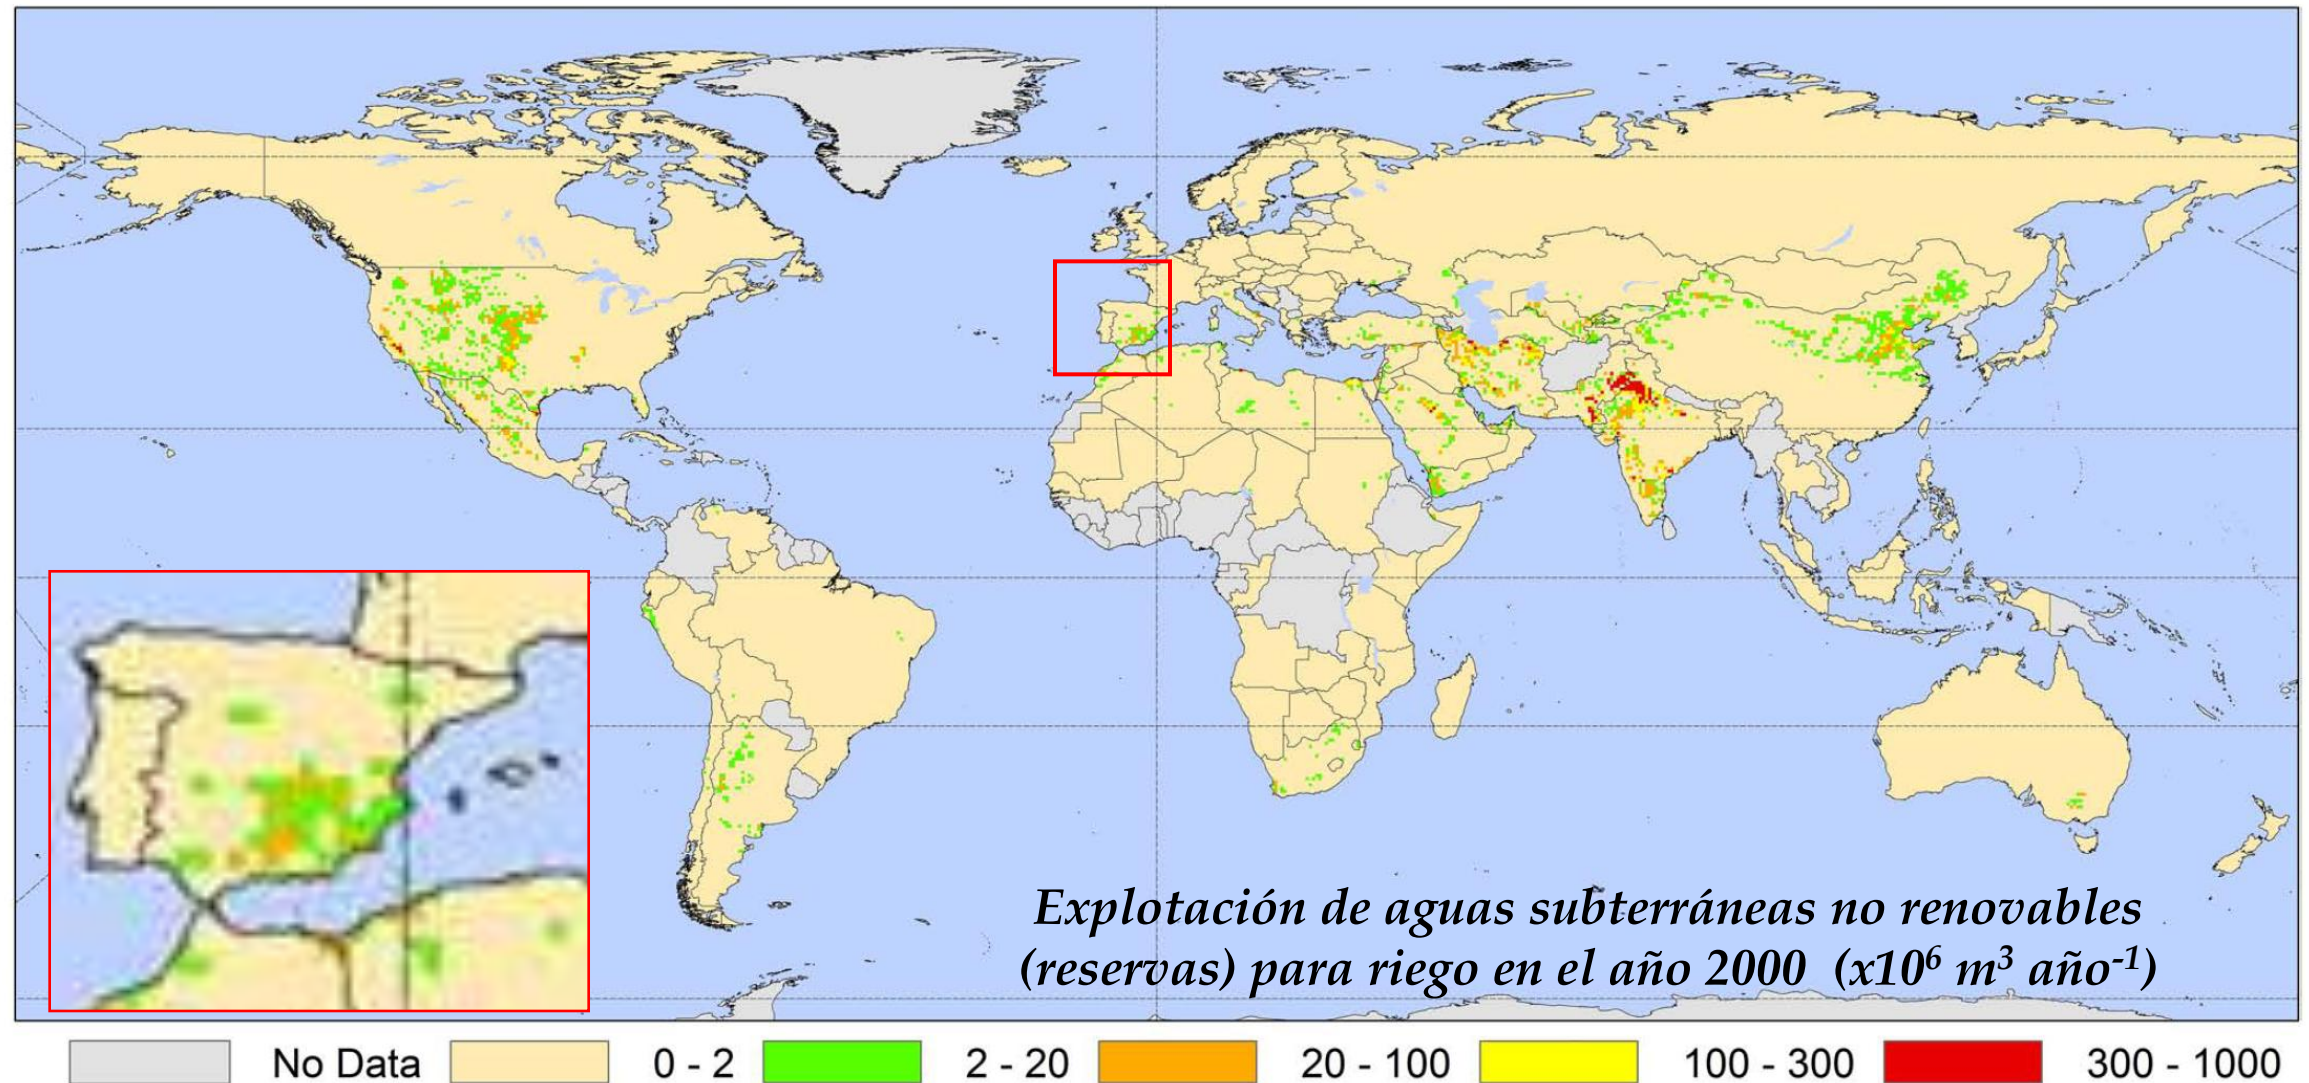 Explotación de aguas subterráneas no renovables
(reservas) para riego en el año 2000 (x10⁶ m³ año⁻¹)
No Data 0 - 2 2 - 20 20 - 100 100 - 300 300 - 1000